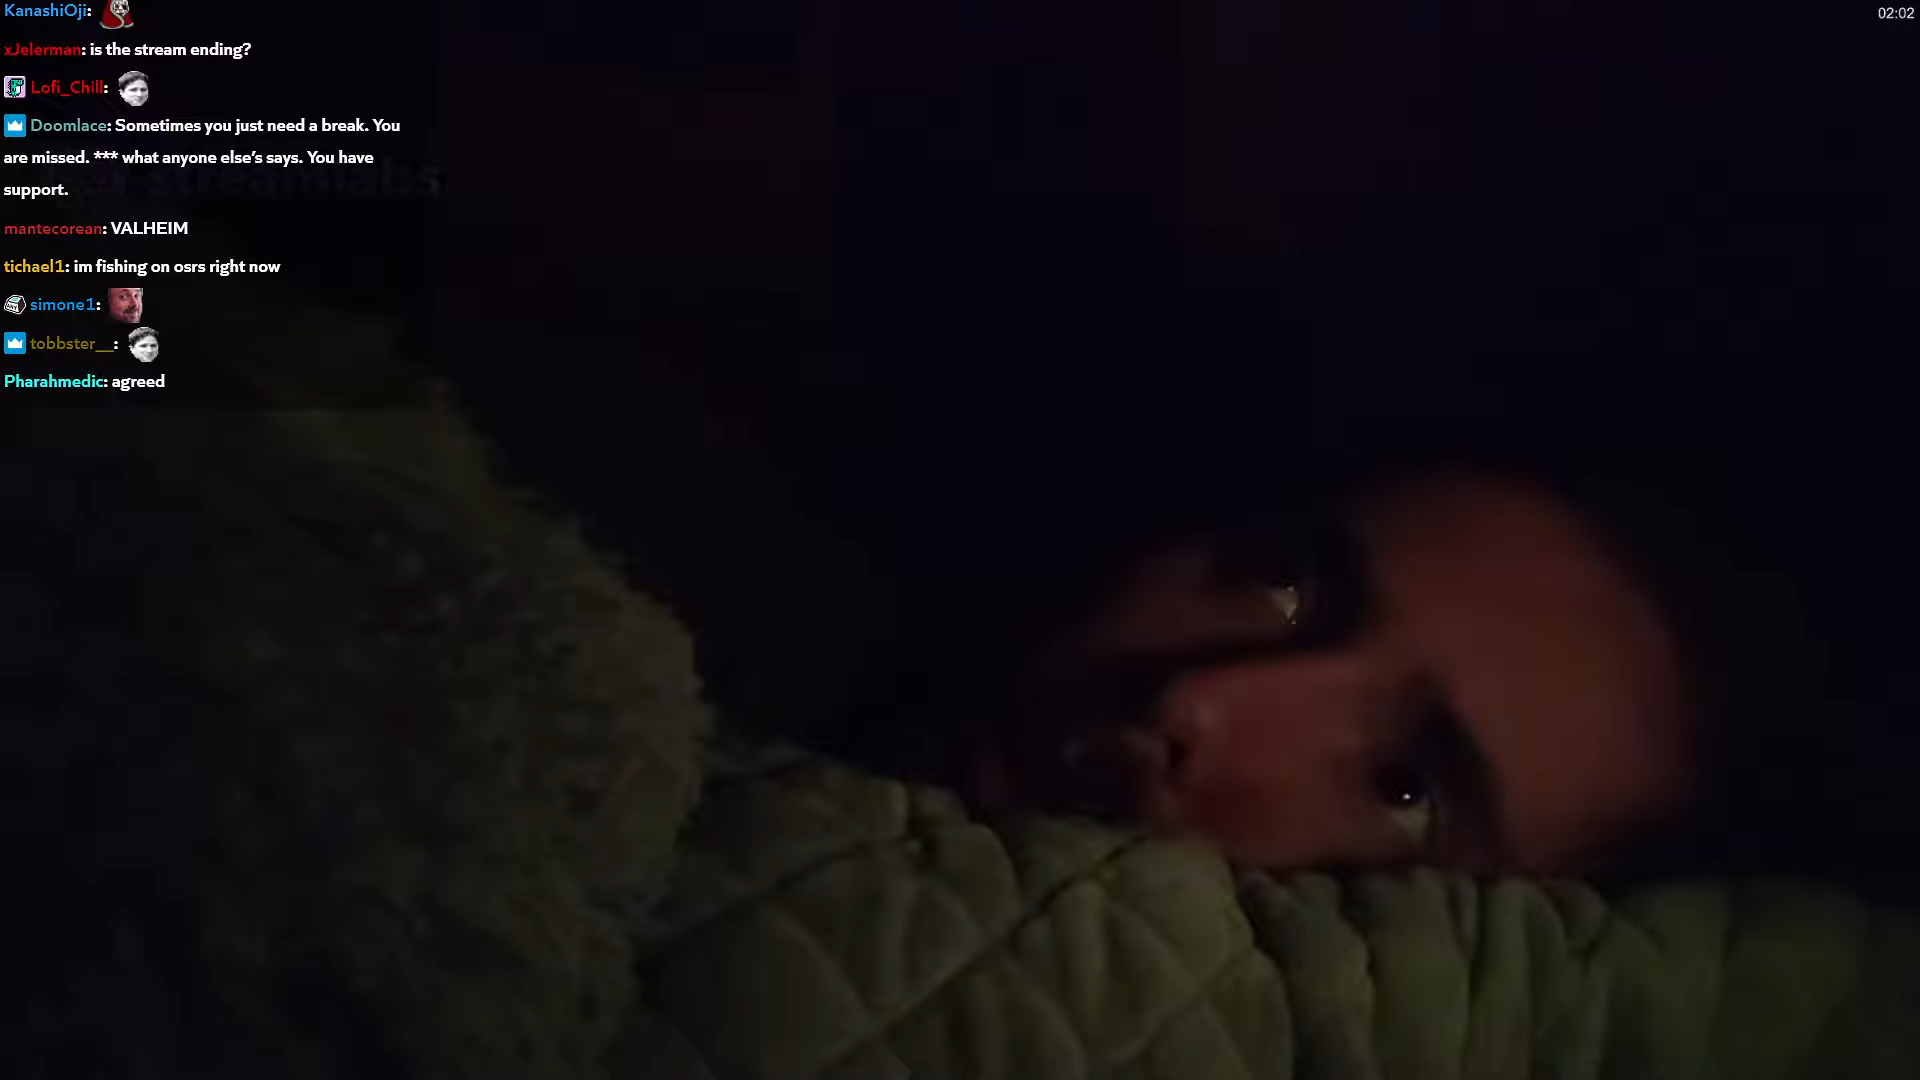 KanashiOji:
02:02
xJelerman: is the stream ending?
Lofi_Chill:
Doomlace: Sometimes you just need a break. You
are missed. *** what anyone else's says. You have
support.
streamlabs
mantecorean: VALHEIM
tichael1: im fishing on osrs right now
simone1:
tobbster__:
Pharahmedic: agreed